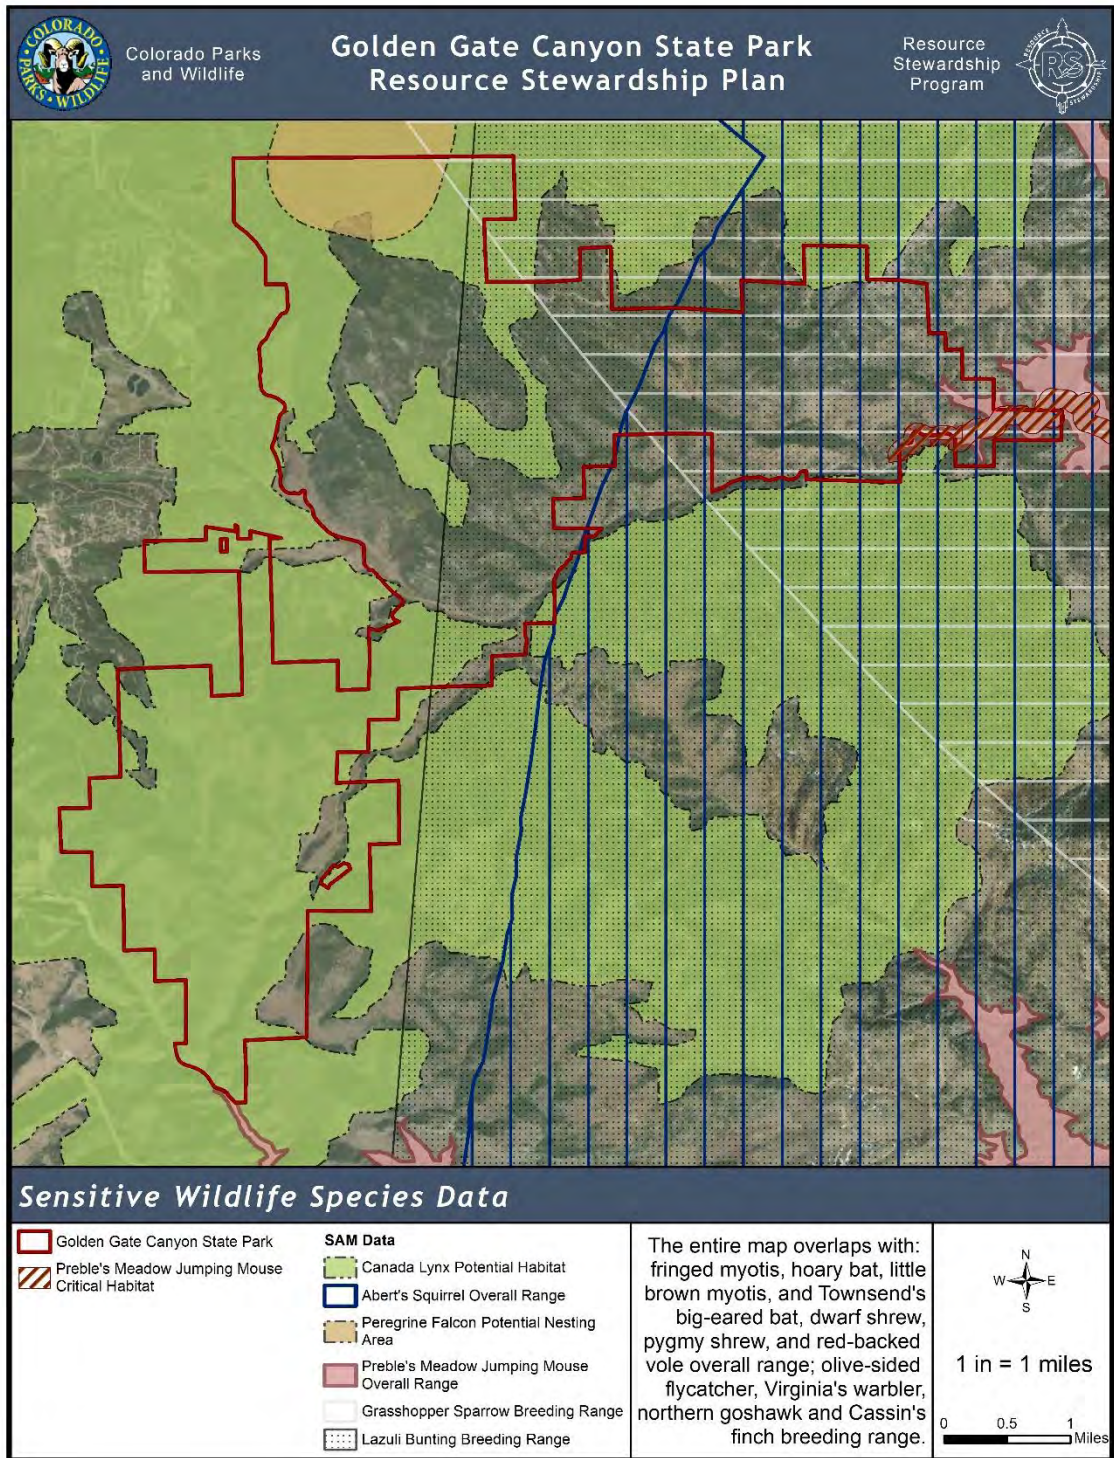 COLORADO
PARKS • WILDLIFE
Colorado Parks
and Wildlife
Golden Gate Canyon State Park
Resource Stewardship Plan
Resource
Stewardship
Program
RESOURCE
RS
STEWARDSHIP
Sensitive Wildlife Species Data
Golden Gate Canyon State Park
Preble's Meadow Jumping Mouse
Critical Habitat
SAM Data
Canada Lynx Potential Habitat
Abert's Squirrel Overall Range
Peregrine Falcon Potential Nesting
Area
Preble's Meadow Jumping Mouse
Overall Range
Grasshopper Sparrow Breeding Range
Lazuli Bunting Breeding Range
The entire map overlaps with:
fringed myotis, hoary bat, little
brown myotis, and Townsend's
big-eared bat, dwarf shrew,
pygmy shrew, and red-backed
vole overall range; olive-sided
flycatcher, Virginia's warbler,
northern goshawk and Cassin's
finch breeding range.
N
W E
S
1 in = 1 miles
0 0.5 1
Miles